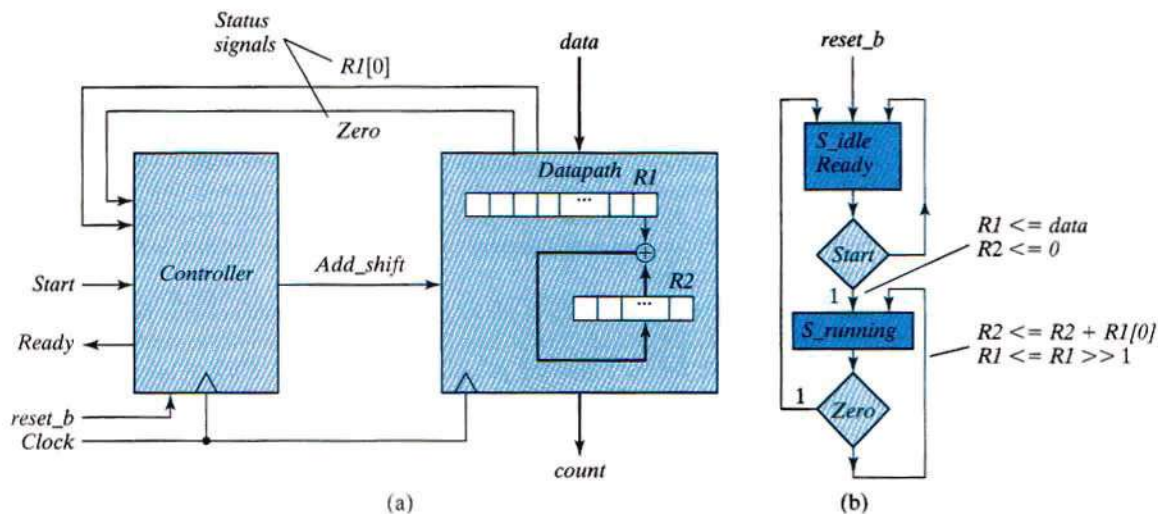 Status
signals
R1[0]
Zero
data
Datapath
R1
...
R2
...
Controller
Add_shift
Start
Ready
reset_b
Clock
count
(a)
reset_b
S_idle
Ready
Start
R1 <= data
R2 <= 0
1
S_running
R2 <= R2 + R1[0]
R1 <= R1 >> 1
1
Zero
(b)